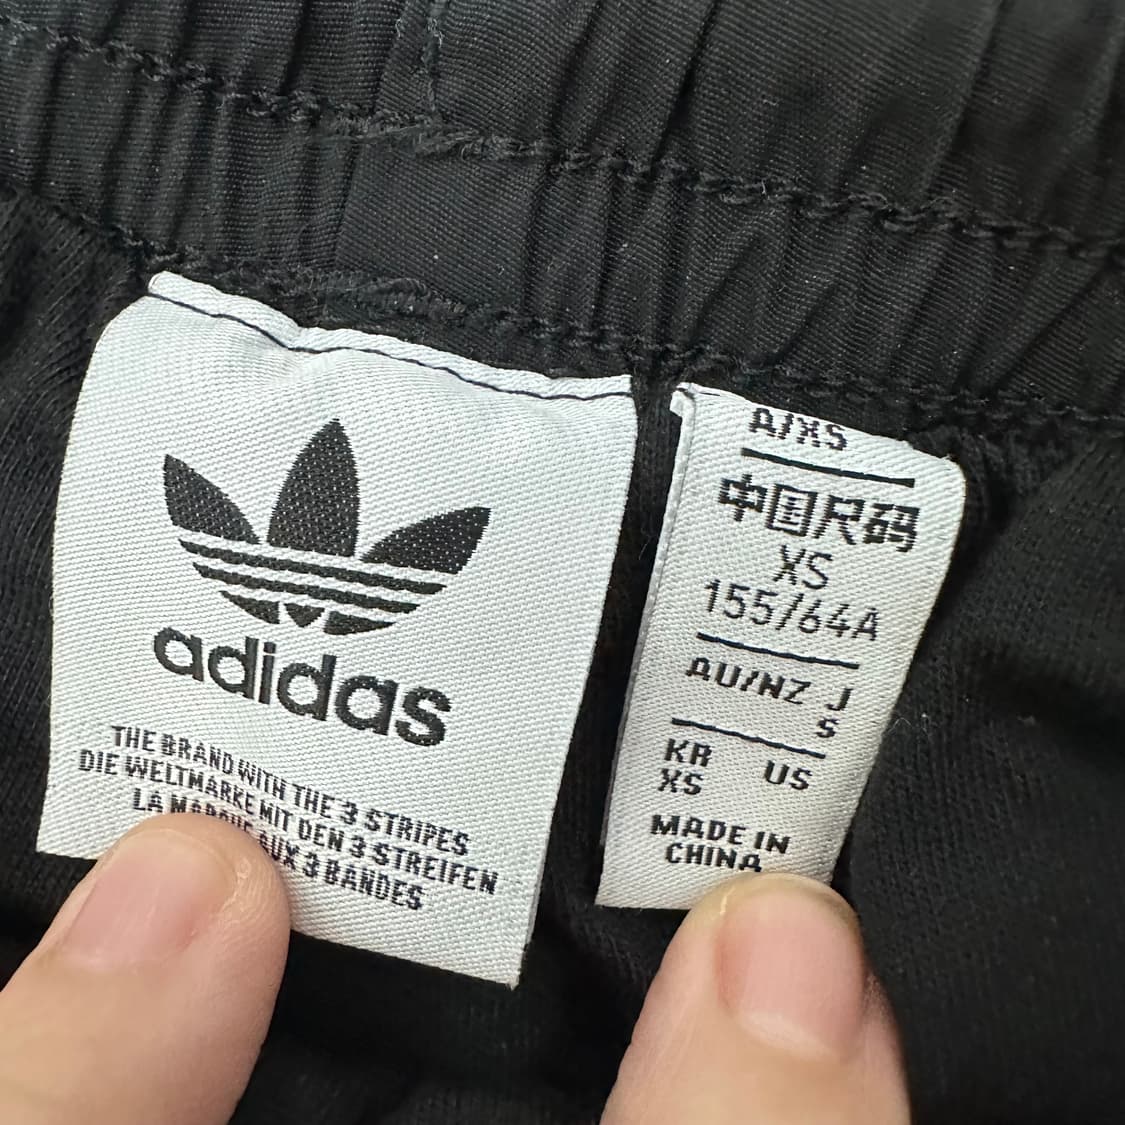 adidas
THE BRAND WITH THE 3 STRIPES
DIE WELTMARKE MIT DEN 3 STREIFEN
LA MARQUE AUX 3 BANDES
A/XS
中国尺码
XS
155/64A
AU/NZ J
S
KR US
XS
MADE IN
CHINA